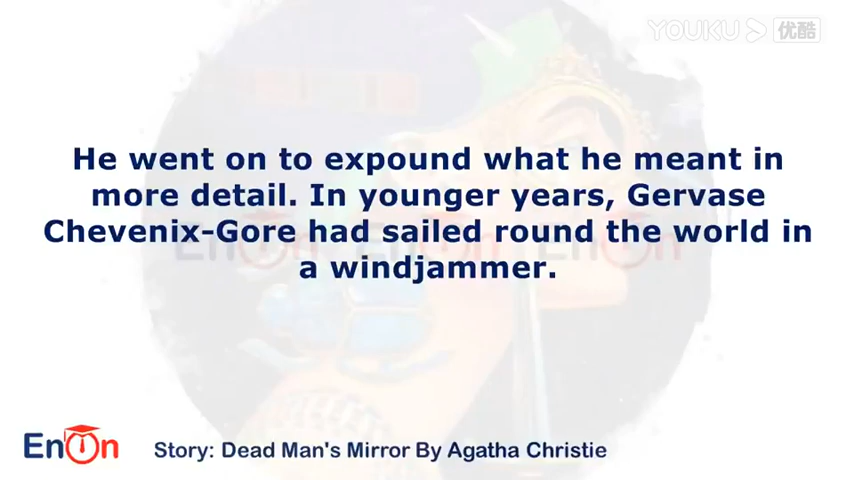 YOUKU 优酷
He went on to expound what he meant in
more detail. In younger years, Gervase
Chevenix-Gore had sailed round the world in
a windjammer.
EnOn
Story: Dead Man's Mirror By Agatha Christie